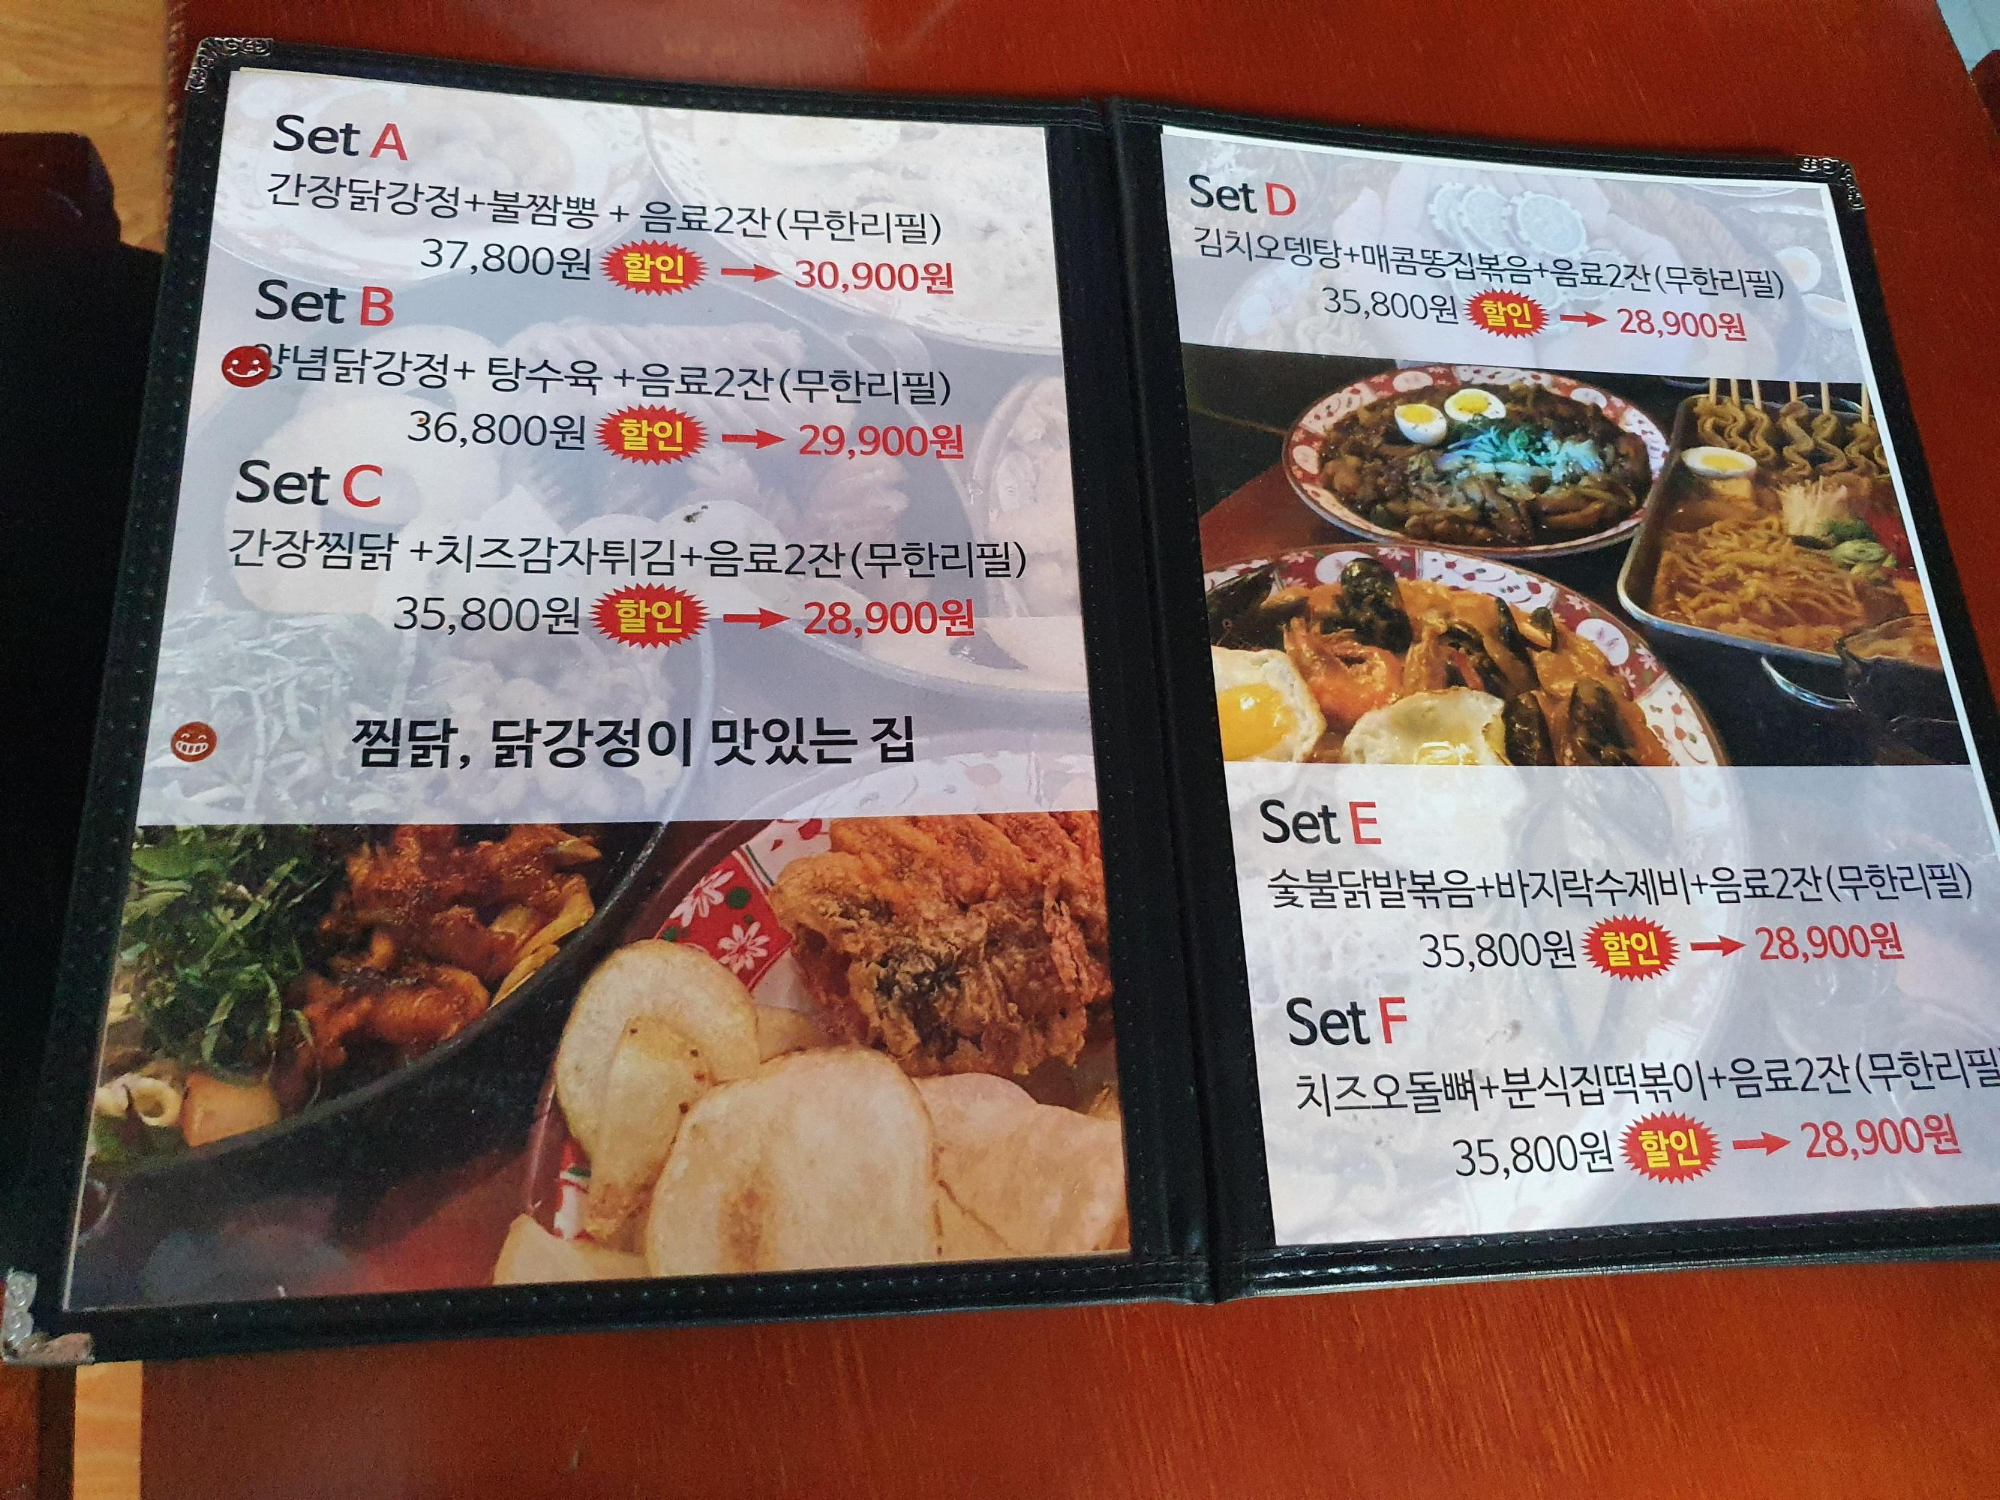 Set A
간장닭강정+불짬뽕 + 음료2잔(무한리필)
37,800원 할인 → 30,900원
Set B
양념닭강정+ 탕수육 +음료2잔(무한리필)
36,800원 할인 → 29,900원
Set C
간장찜닭 +치즈감자튀김+음료2잔(무한리필)
35,800원 할인 → 28,900원
찜닭, 닭강정이 맛있는 집
Set D
김치오뎅탕+매콤똥집볶음+음료2잔(무한리필)
35,800원 할인 → 28,900원
Set E
숯불닭발볶음+바지락수제비+음료2잔(무한리필)
35,800원 할인 → 28,900원
Set F
치즈오돌뼈+분식집떡볶이+음료2잔(무한리필
35,800원 할인 → 28,900원